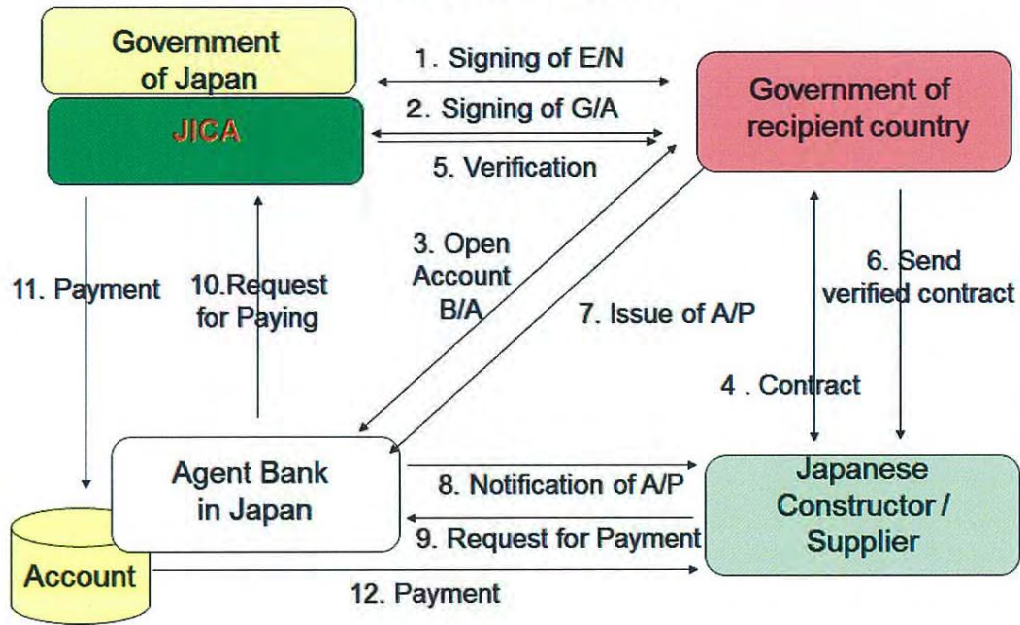 Government
of Japan
JICA
1. Signing of E/N
2. Signing of G/A
5. Verification
Government of
recipient country
11. Payment
10.Request
for Paying
3. Open
Account
B/A
7. Issue of A/P
6. Send
verified contract
4 . Contract
Agent Bank
in Japan
8. Notification of A/P
9. Request for Payment
Japanese
Constructor /
Supplier
Account
12. Payment